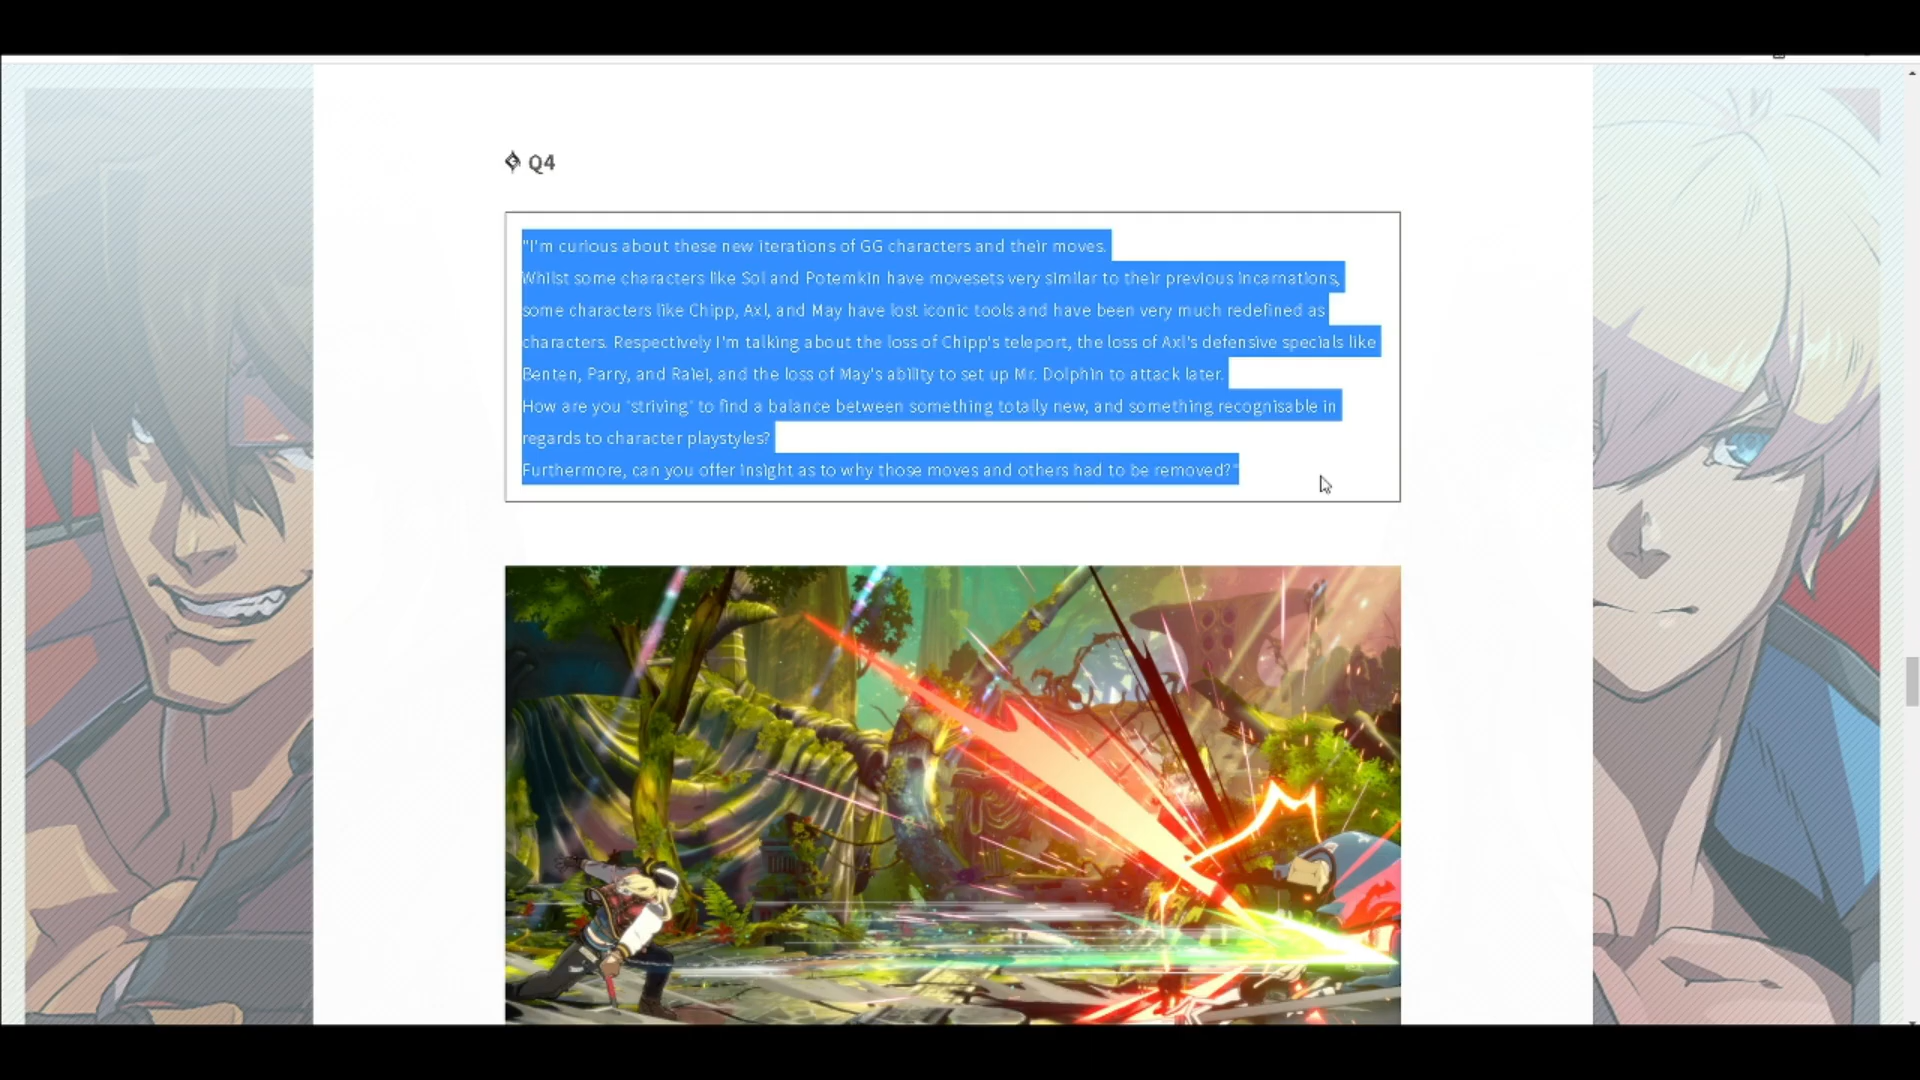 Q4
"I'm curious about these new iterations of GG characters and their moves.
Whilst some characters like Sol and Potemkin have movesets very similar to their previous incarnations,
some characters like Chipp, Axl, and May have lost iconic tools and have been very much redefined as
characters. Respectively I'm talking about the loss of Chipp's teleport, the loss of Axl's defensive specials like
Benten, Parry, and Raiei, and the loss of May's ability to set up Mr. Dolphin to attack later.
How are you 'striving' to find a balance between something totally new, and something recognisable in
regards to character playstyles?
Furthermore, can you offer insight as to why those moves and others had to be removed?"